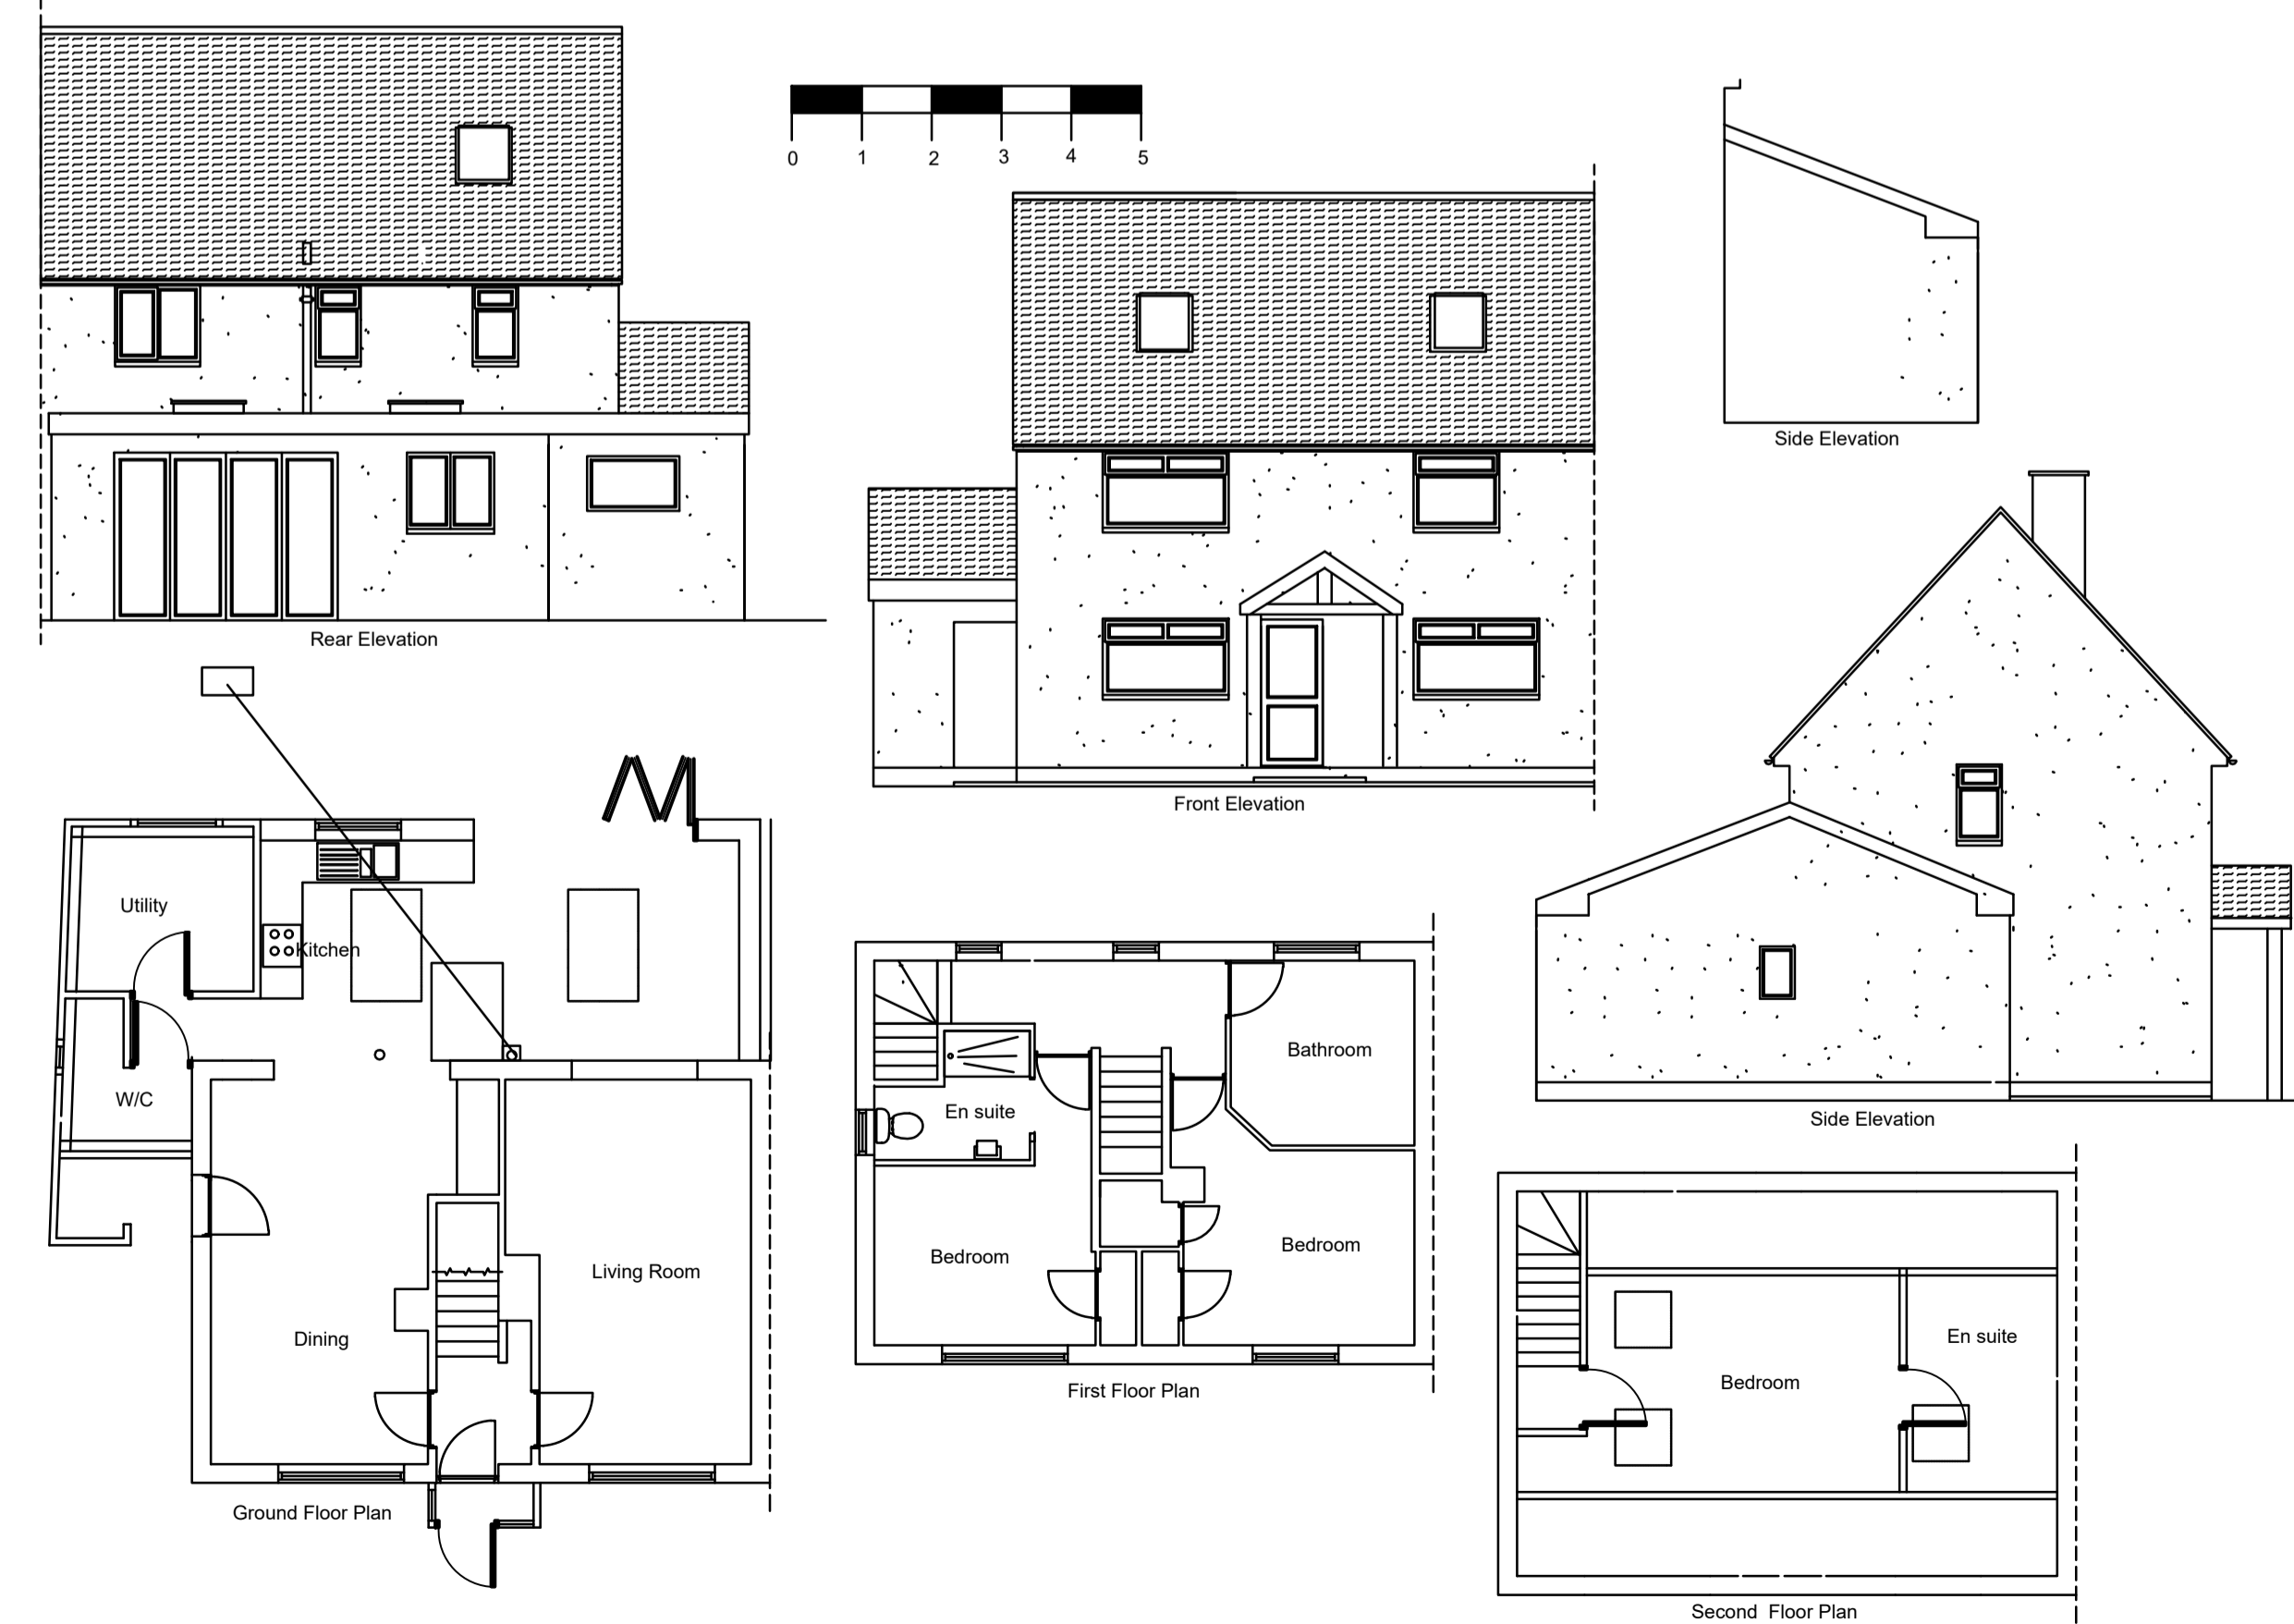 0 1 2 3 4 5
Side Elevation
Rear Elevation
Front Elevation
Utility
Kitchen
W/C
Living Room
Dining
Ground Floor Plan
Bathroom
En suite
Bedroom
Bedroom
First Floor Plan
Side Elevation
En suite
Bedroom
Second Floor Plan